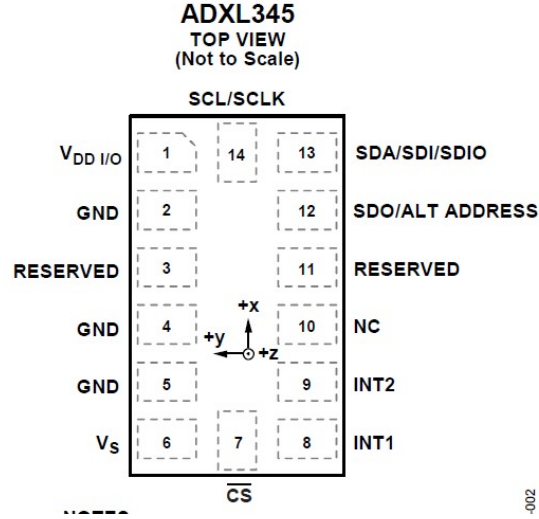 ADXL345
TOP VIEW
(Not to Scale)
SCL/SCLK
VDD I/O 1 14 13 SDA/SDI/SDIO
GND 2 12 SDO/ALT ADDRESS
RESERVED 3 11 RESERVED
+x
GND 4 10 NC
+y +z
GND 5 9 INT2
VS 6 7 8 INT1
CS
-002
NOTES